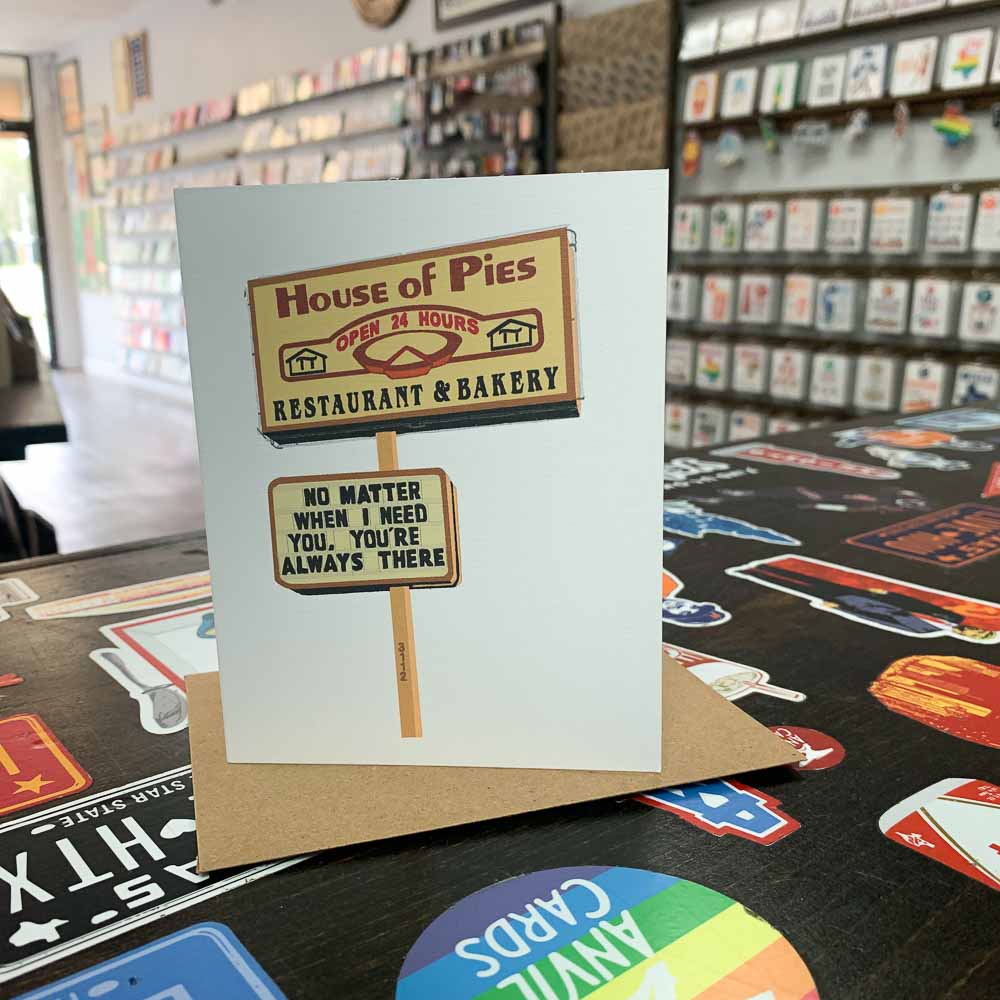 House of Pies
OPEN 24 HOURS
RESTAURANT & BAKERY
NO MATTER
WHEN I NEED
YOU, YOU'RE
ALWAYS THERE
3112
STAR STATE
HTX
ANVIL
CARDS